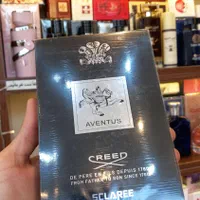 AVENTUS
CREED
DE PERE EN FILS DEPUIS 1760
FROM FATHER TO SON SINCE 1760
SCLAREE